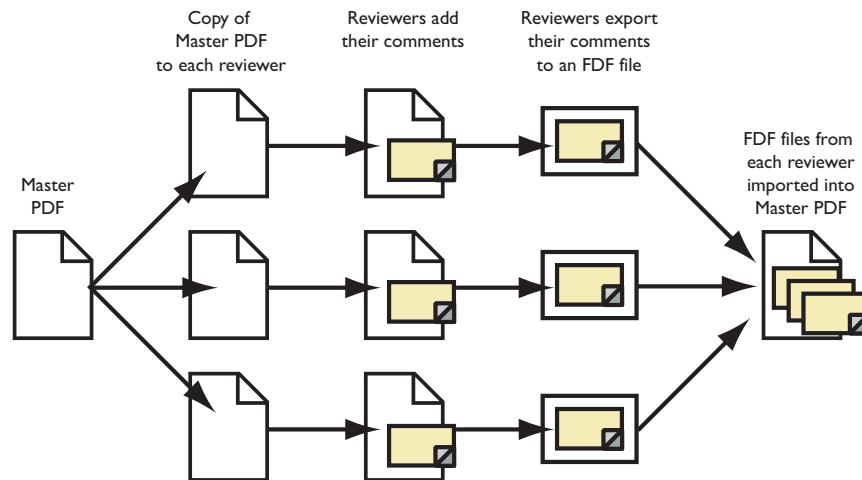 Master
PDF
Copy of
Master PDF
to each reviewer
Reviewers add
their comments
Reviewers export
their comments
to an FDF file
FDF files from
each reviewer
imported into
Master PDF